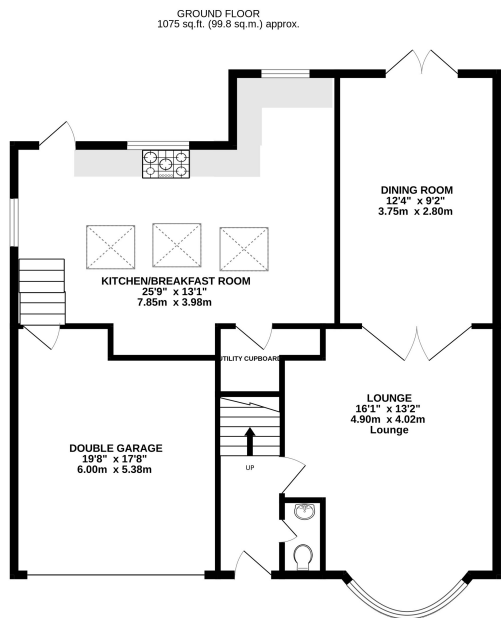 GROUND FLOOR
1075 sq.ft. (99.8 sq.m.) approx.
DINING ROOM
12'4" x 9'2"
3.75m x 2.80m
KITCHEN/BREAKFAST ROOM
25'9" x 13'1"
7.85m x 3.98m
UTILITY CUPBOARD
LOUNGE
16'1" x 13'2"
4.90m x 4.02m
Lounge
DOUBLE GARAGE
19'8" x 17'8"
6.00m x 5.38m
UP